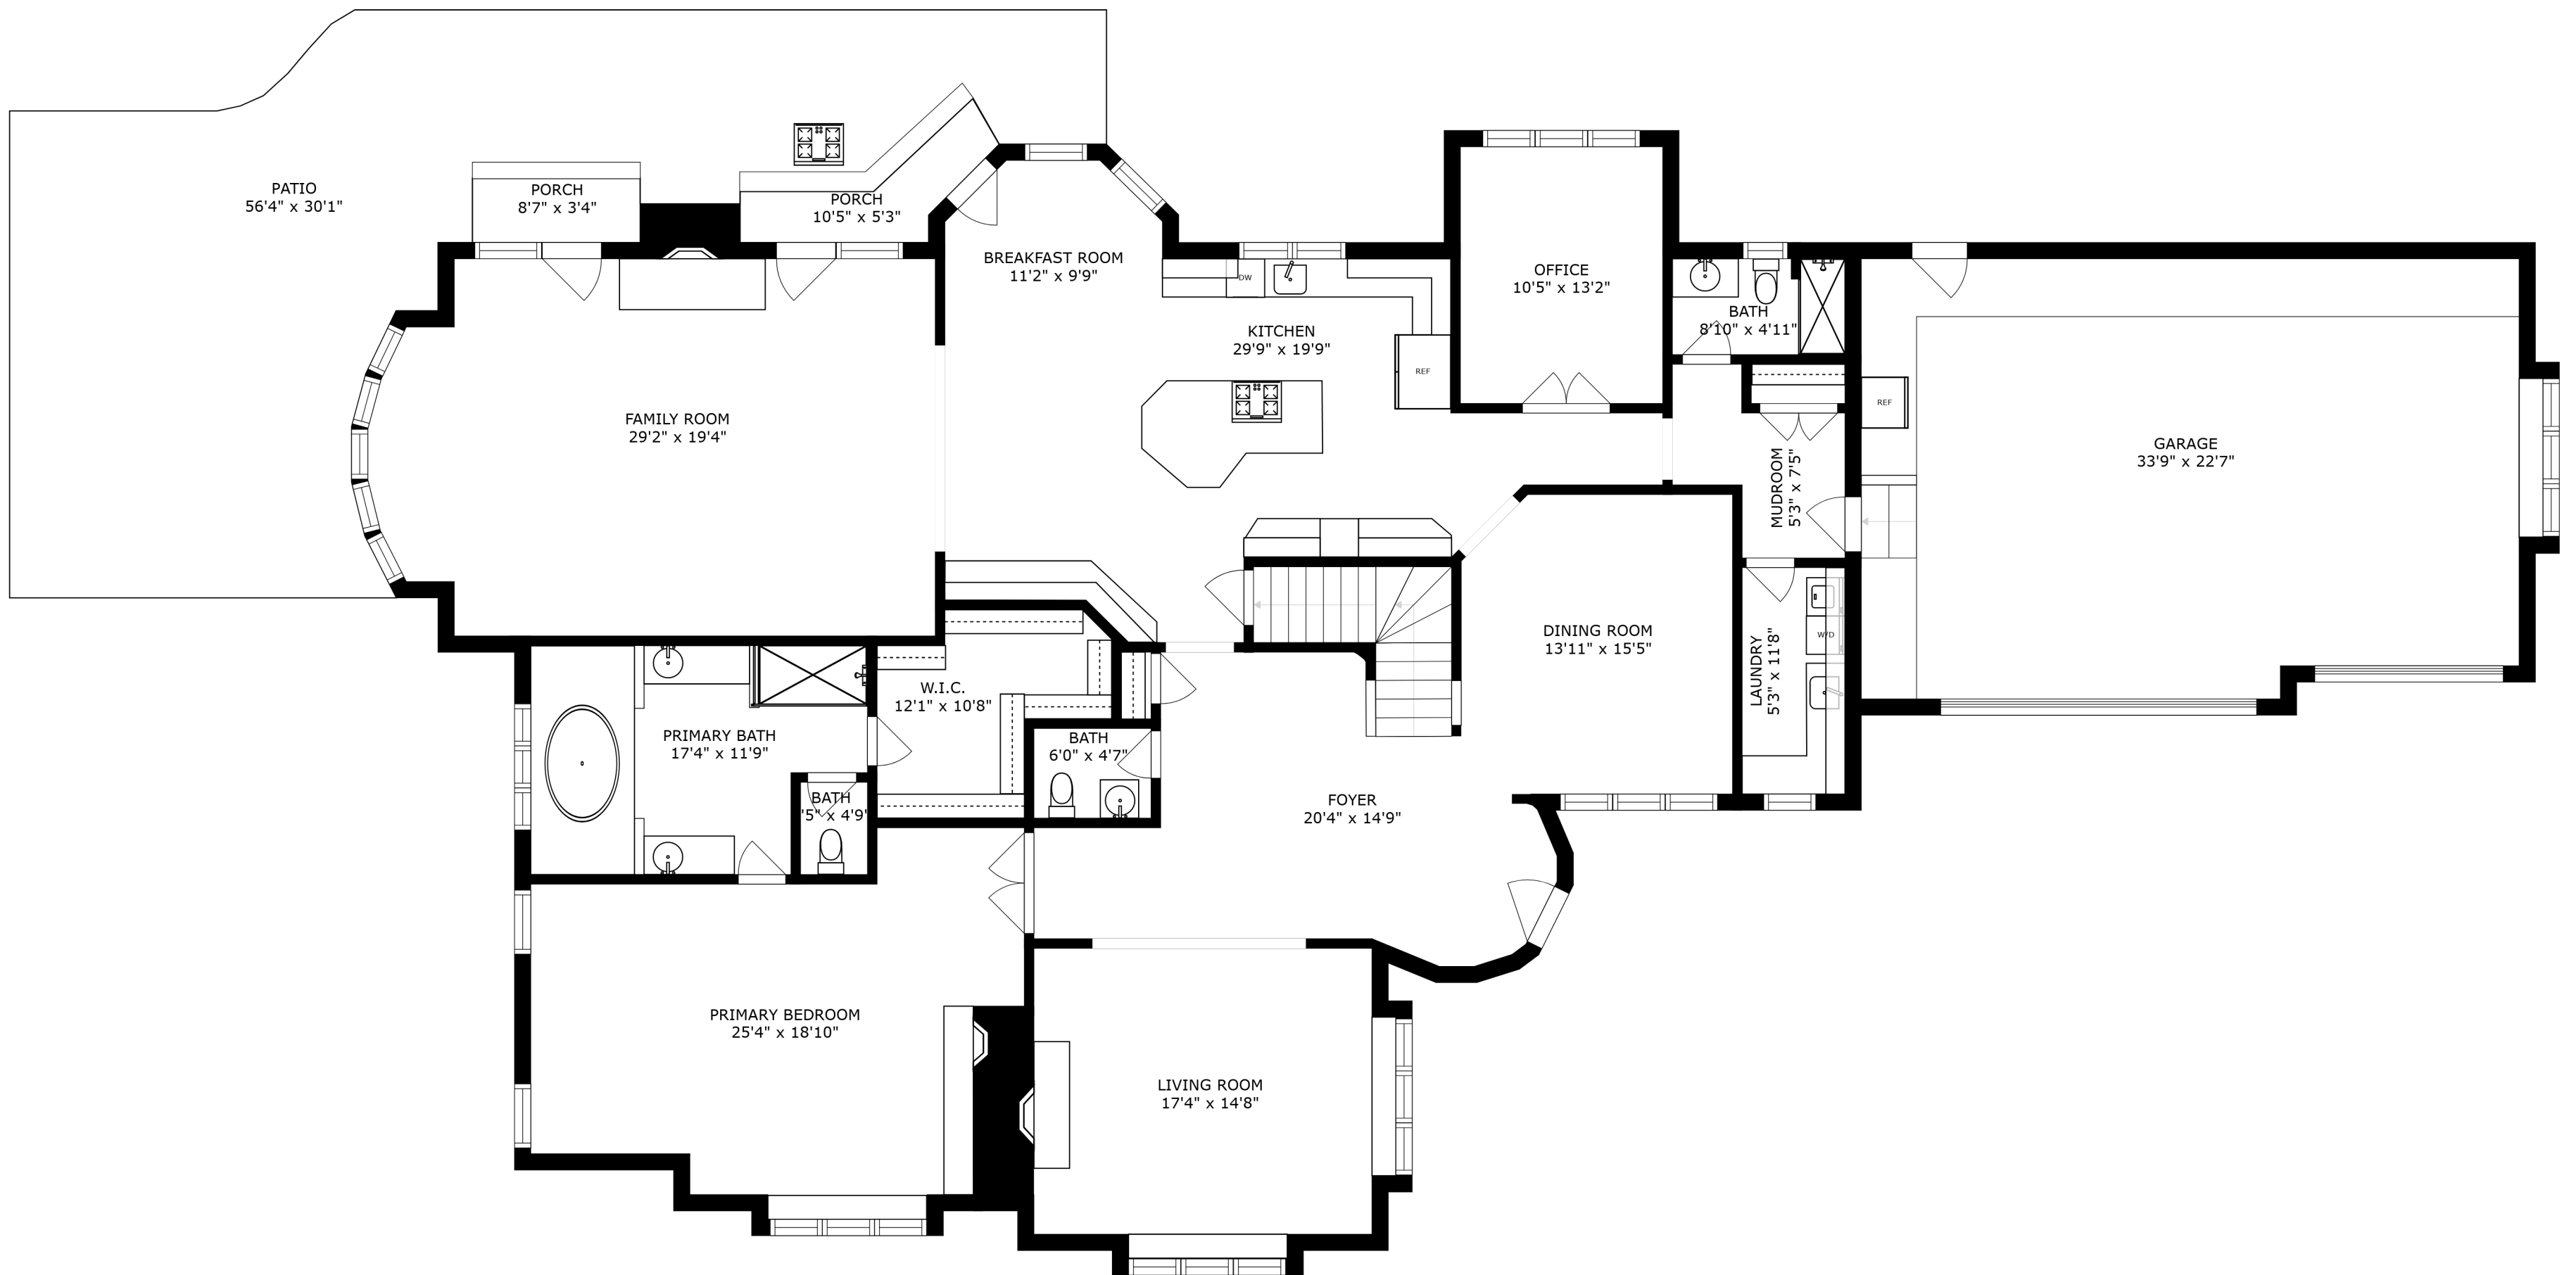 PATIO
56'4" x 30'1"
PORCH
8'7" x 3'4"
PORCH
10'5" x 5'3"
BREAKFAST ROOM
11'2" x 9'9"
DW
KITCHEN
29'9" x 19'9"
REF
OFFICE
10'5" x 13'2"
BATH
8'10" x 4'11"
REF
GARAGE
33'9" x 22'7"
FAMILY ROOM
29'2" x 19'4"
MUDROOM
5'3" x 7'5"
DINING ROOM
13'11" x 15'5"
LAUNDRY
5'3" x 11'8"
W/D
W.I.C.
12'1" x 10'8"
PRIMARY BATH
17'4" x 11'9"
BATH
6'0" x 4'7"
BATH
'5" x 4'9"
FOYER
20'4" x 14'9"
PRIMARY BEDROOM
25'4" x 18'10"
LIVING ROOM
17'4" x 14'8"